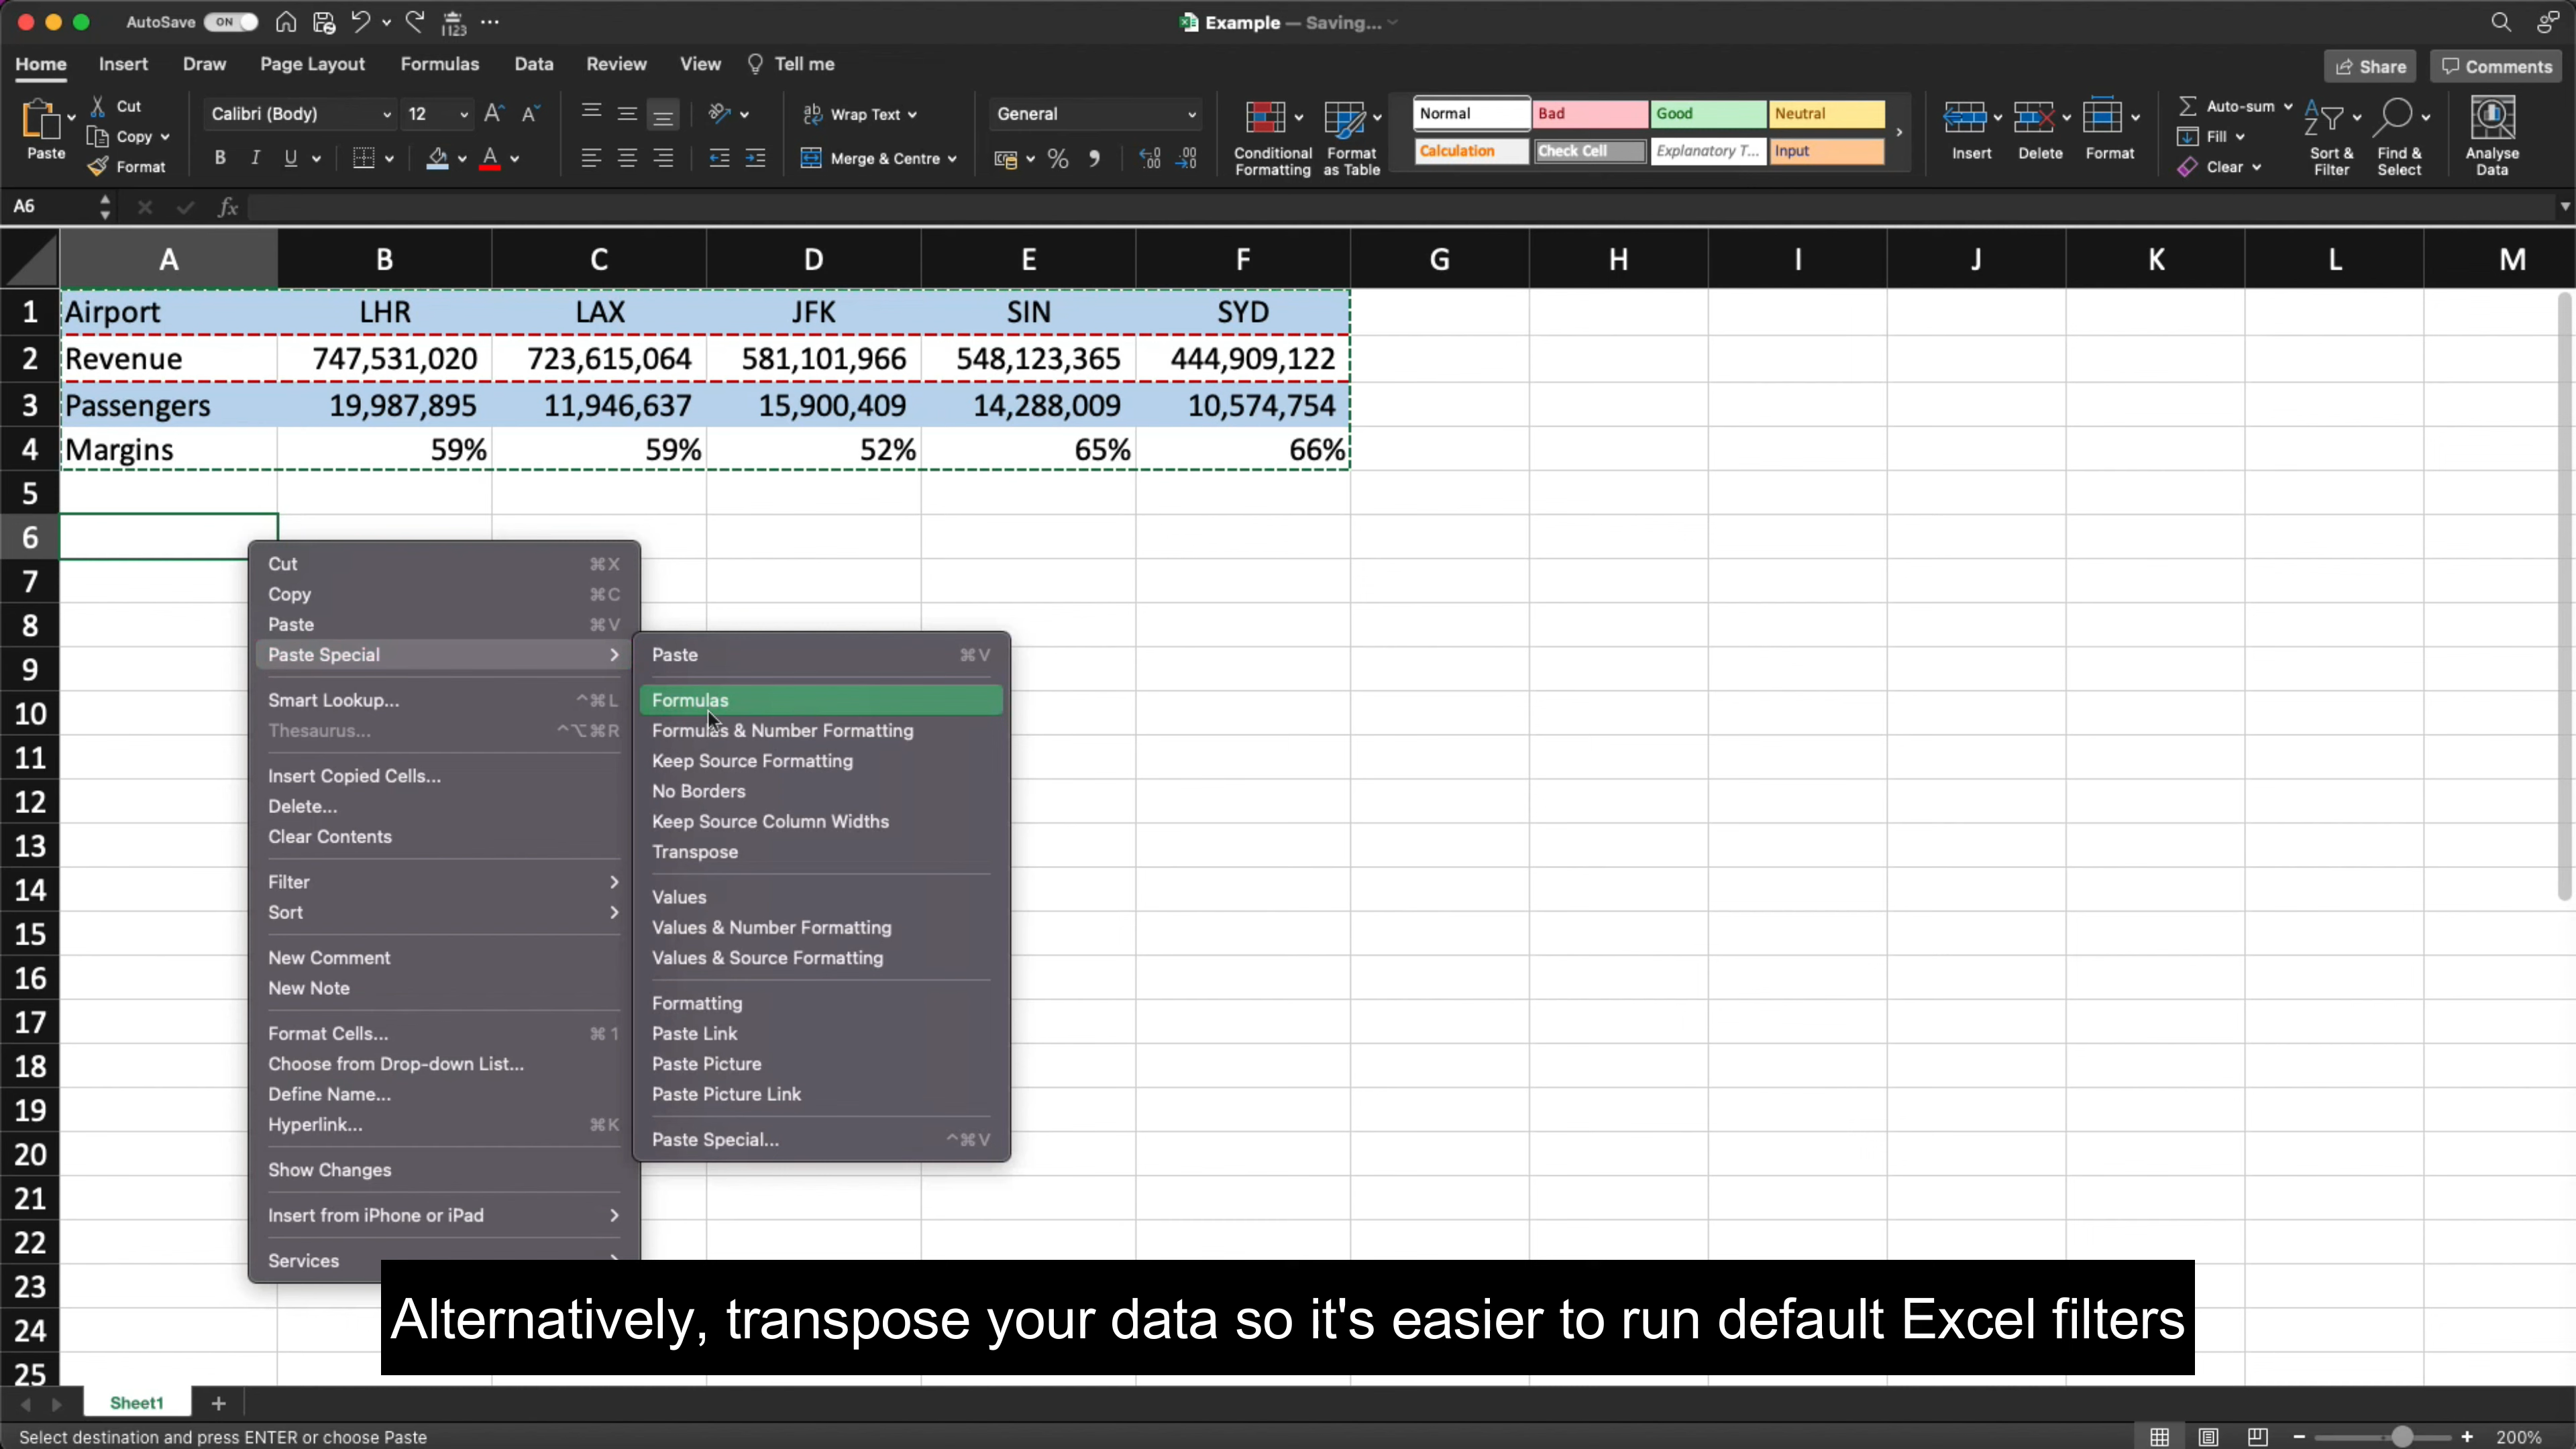 AutoSave ON
Example — Saving...
Home Insert Draw Page Layout Formulas Data Review View Tell me
Share Comments
Paste
Cut
Copy
Format
Calibri (Body) 12
B I U
Wrap Text
Merge & Centre
General
Conditional Formatting
Format as Table
Normal Bad Good Neutral
Calculation Check Cell Explanatory T... Input
Insert Delete Format
Auto-sum
Fill
Clear
Sort & Filter
Find & Select
Analyse Data
A6 fx
A B C D E F G H I J K L M
1 Airport LHR LAX JFK SIN SYD
2 Revenue 747,531,020 723,615,064 581,101,966 548,123,365 444,909,122
3 Passengers 19,987,895 11,946,637 15,900,409 14,288,009 10,574,754
4 Margins 59% 59% 52% 65% 66%
5
6
7
8
9
10
11
12
13
14
15
16
17
18
19
20
21
22
23
24
25
Cut ⌘X
Copy ⌘C
Paste ⌘V
Paste Special
Smart Lookup... ^⌘L
Thesaurus... ^⌥⌘R
Insert Copied Cells...
Delete...
Clear Contents
Filter
Sort
New Comment
New Note
Format Cells... ⌘1
Choose from Drop-down List...
Define Name...
Hyperlink... ⌘K
Show Changes
Insert from iPhone or iPad
Services
Paste ⌘V
Formulas
Formulas & Number Formatting
Keep Source Formatting
No Borders
Keep Source Column Widths
Transpose
Values
Values & Number Formatting
Values & Source Formatting
Formatting
Paste Link
Paste Picture
Paste Picture Link
Paste Special... ^⌘V
Alternatively, transpose your data so it's easier to run default Excel filters
Sheet1 +
Select destination and press ENTER or choose Paste
200%